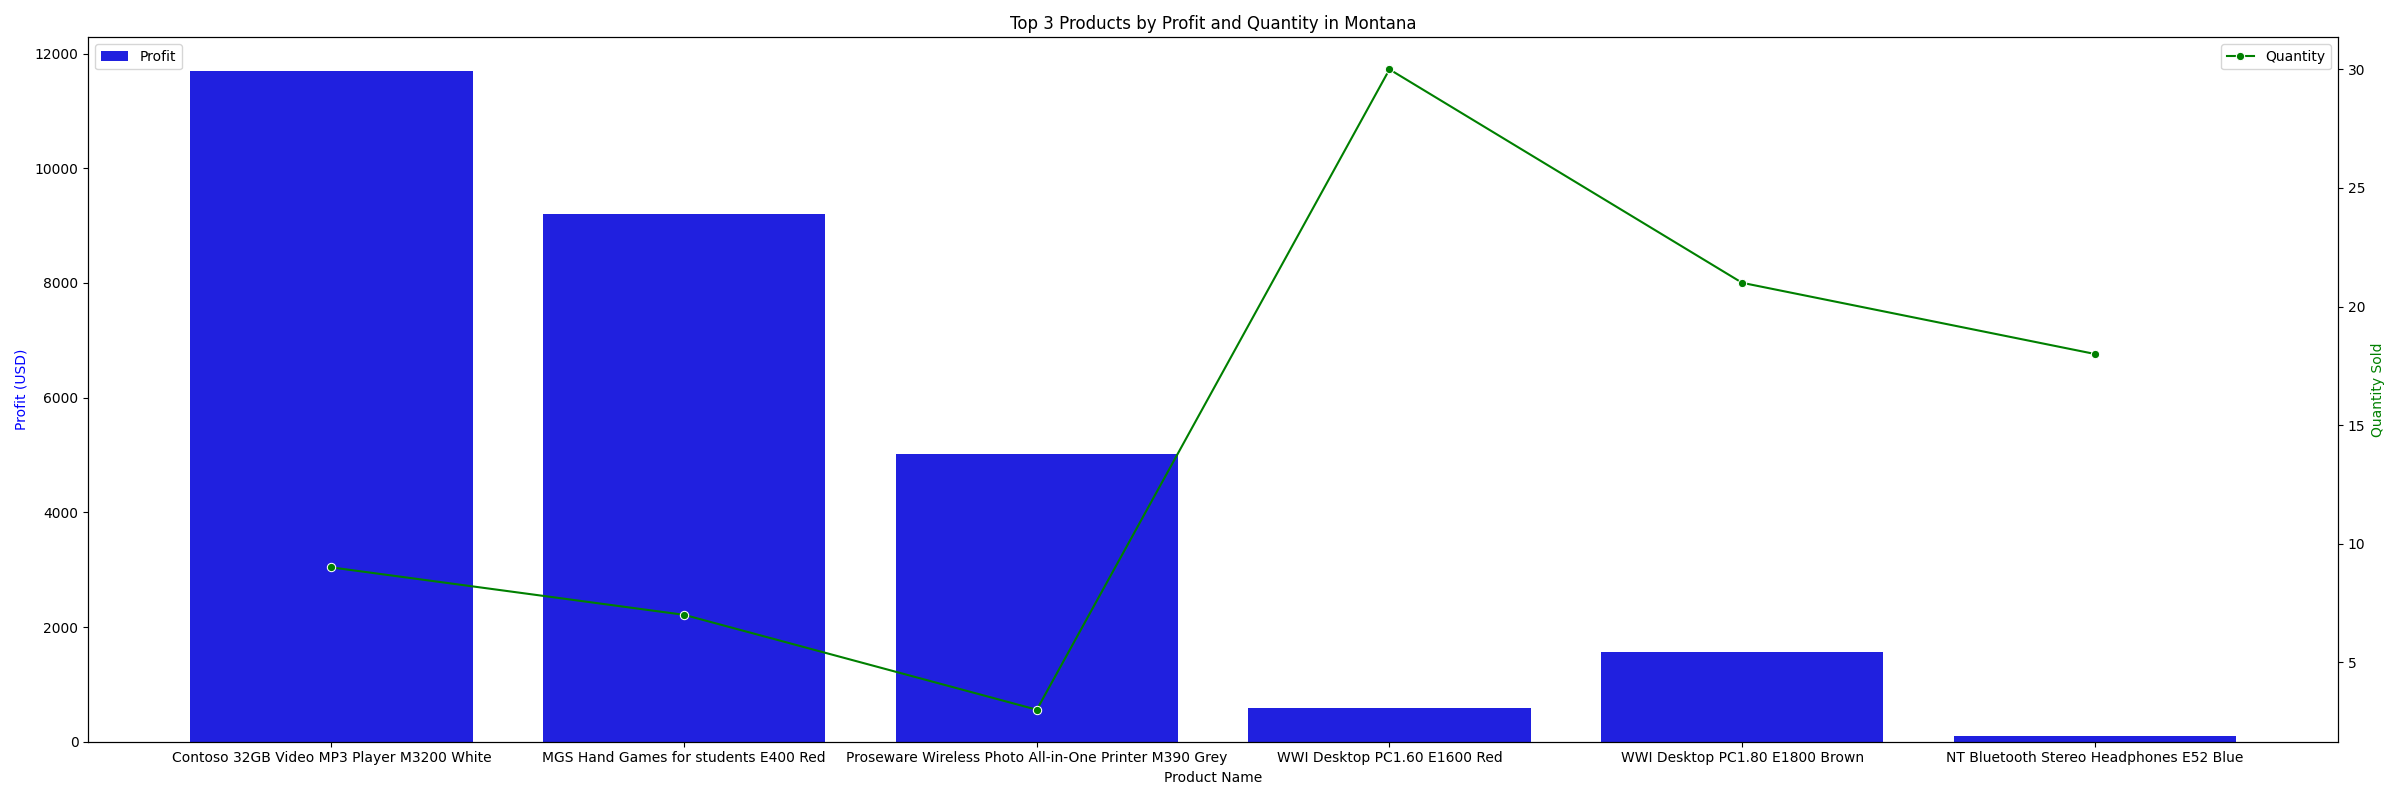 Top 3 Products by Profit and Quantity in Montana
Profit
Quantity
12000
10000
8000
6000
4000
2000
0
Profit (USD)
30
25
20
15
10
5
Quantity Sold
Contoso 32GB Video MP3 Player M3200 White
MGS Hand Games for students E400 Red
Proseware Wireless Photo All-in-One Printer M390 Grey
WWI Desktop PC1.60 E1600 Red
WWI Desktop PC1.80 E1800 Brown
NT Bluetooth Stereo Headphones E52 Blue
Product Name